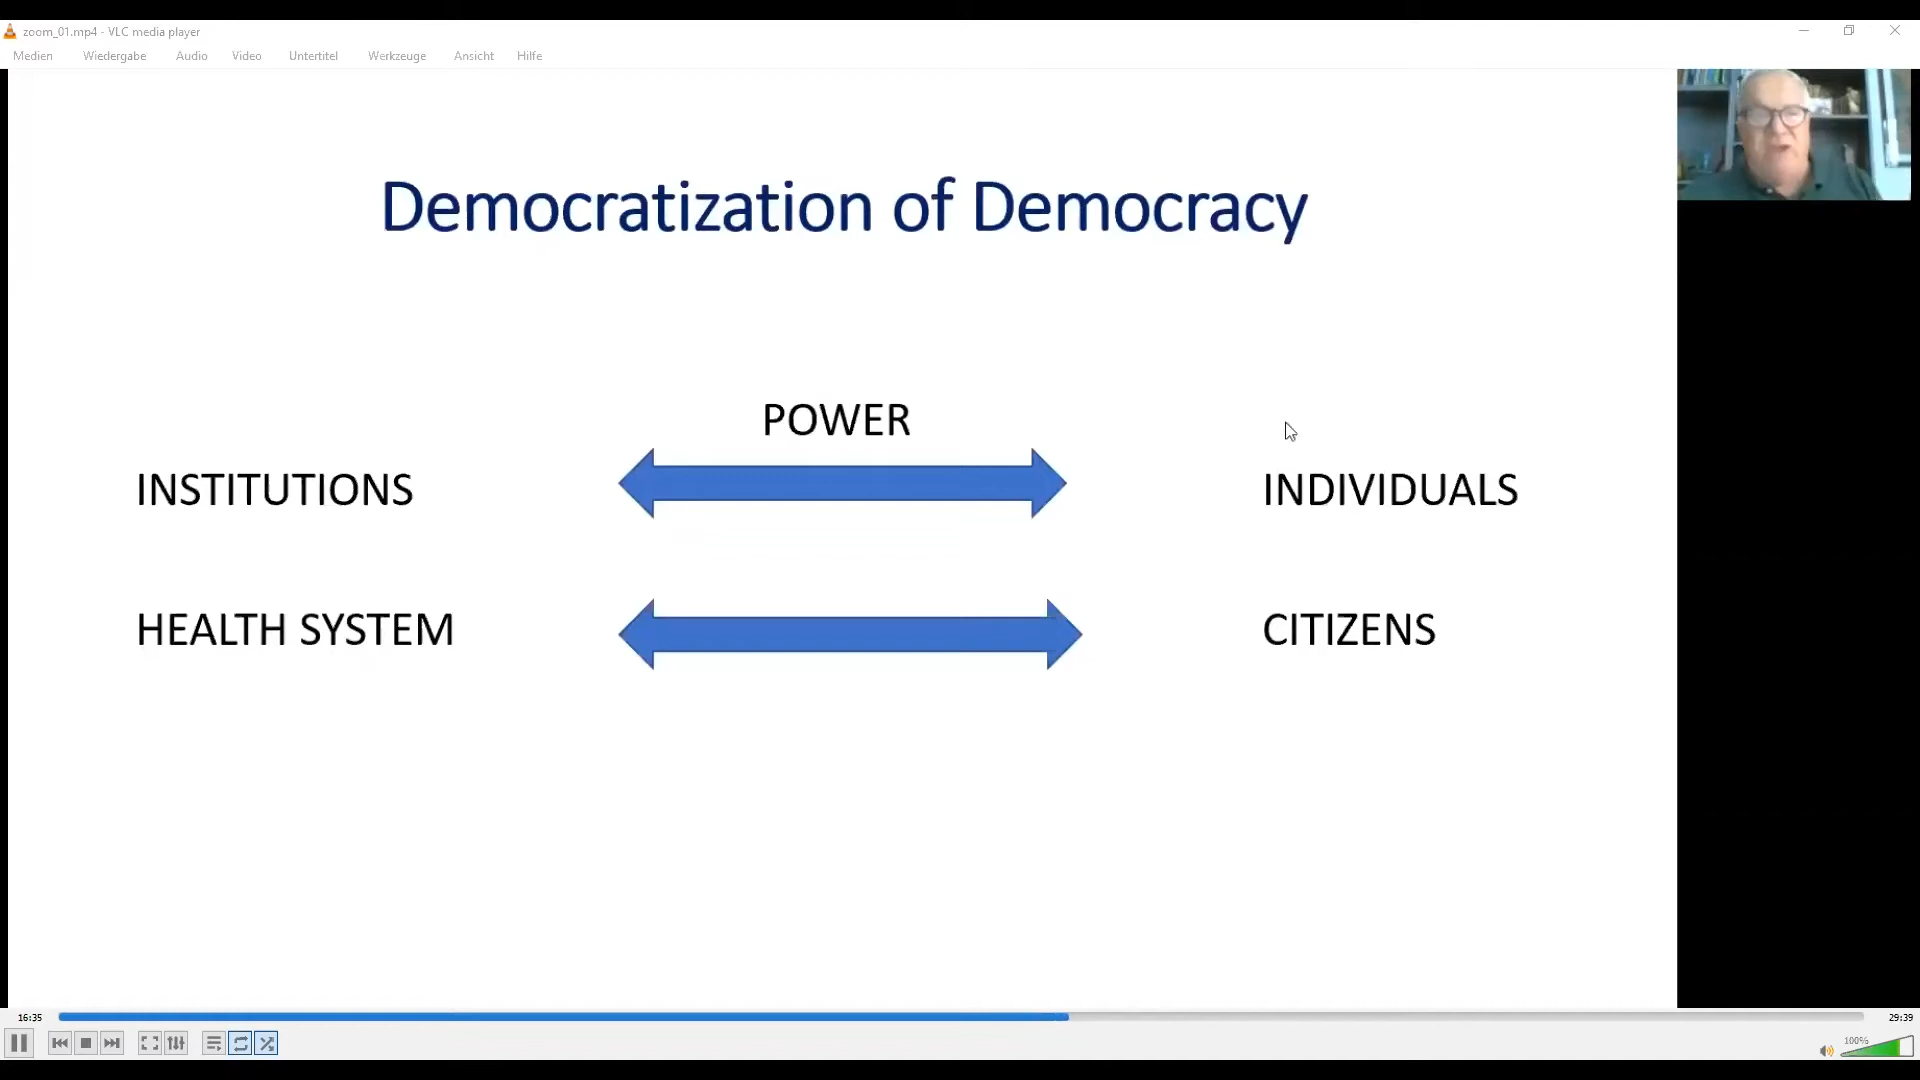 zoom_01.mp4 - VLC media player
Medien Wiedergabe Audio Video Untertitel Werkzeuge Ansicht Hilfe
Democratization of Democracy
POWER
INSTITUTIONS INDIVIDUALS
HEALTH SYSTEM CITIZENS
16:35 29:39
100%